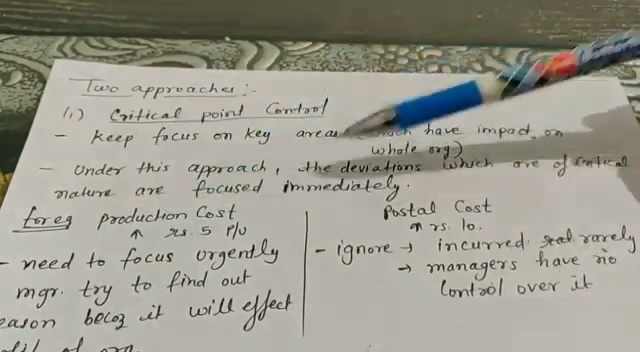 Two approaches:-
(1) Critical point Control
- Keep focus on key areas which have impact on
whole org)
- Under this approach, the deviations which are of critical
nature are focused immediately.
for eg production Cost
↑ rs. 5 p/u
- need to focus urgently
mgr. try to find out
eason becoz it will effect
Postal Cost
↑ rs. 10.
- ignore → incurred rarely
→ managers have no
control over it